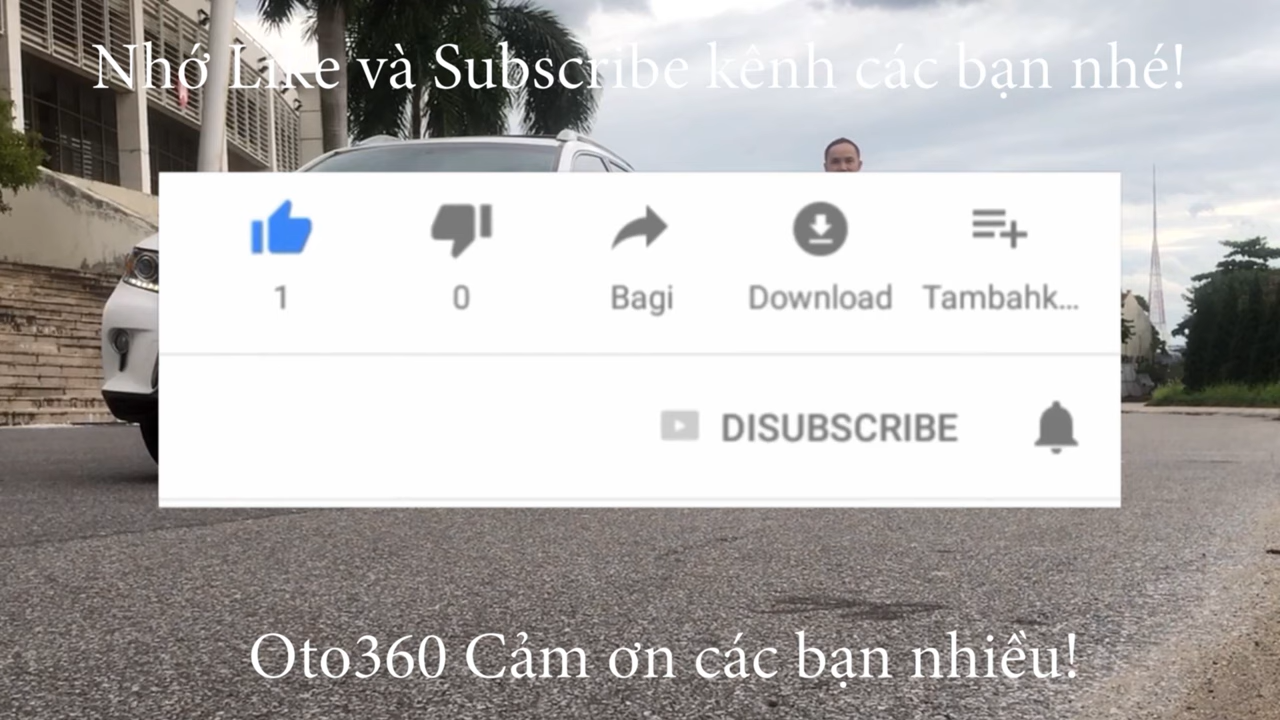 Nhớ Like và Subscribe kênh các bạn nhé!
1 0 Bagi Download Tambahk...
DISUBSCRIBE
Oto360 Cảm ơn các bạn nhiều!